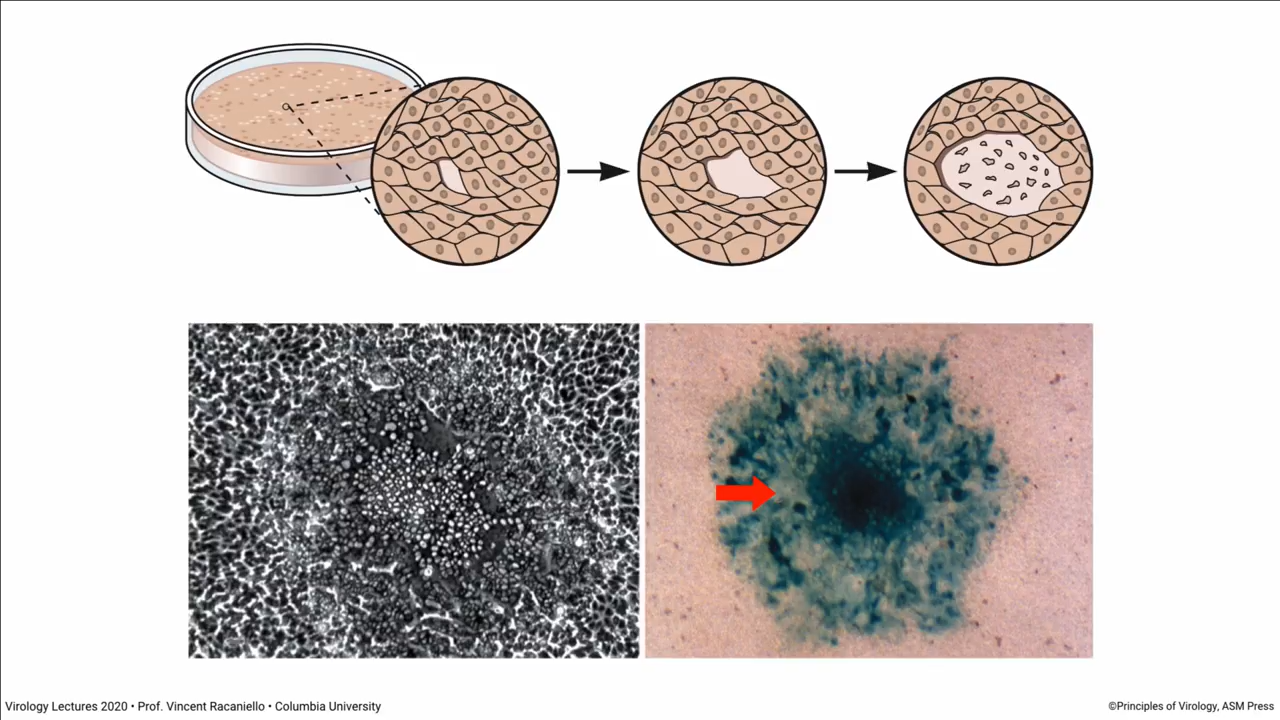 Virology Lectures 2020 • Prof. Vincent Racaniello • Columbia University
©Principles of Virology, ASM Press